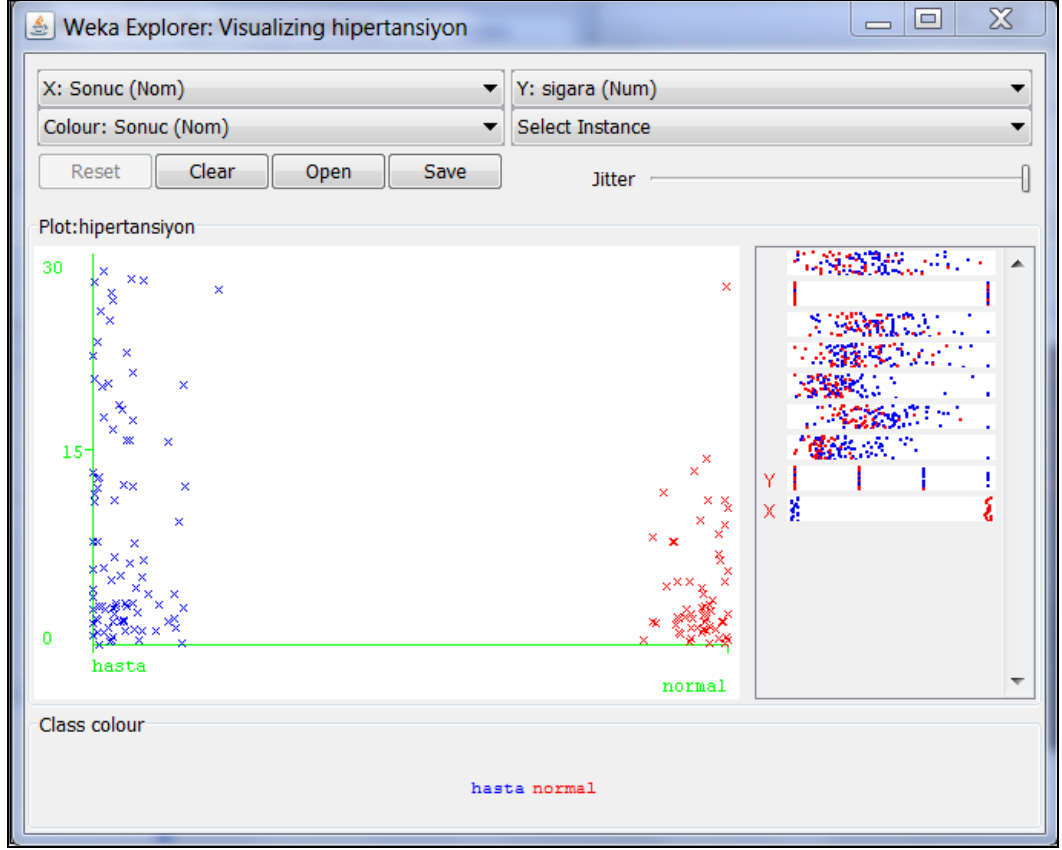 Weka Explorer: Visualizing hipertansiyon
X: Sonuc (Nom)
Y: sigara (Num)
Colour: Sonuc (Nom)
Select Instance
Reset
Clear
Open
Save
Jitter
Plot:hipertansiyon
30
15
0
hasta
normal
Y
X
Class colour
hasta normal